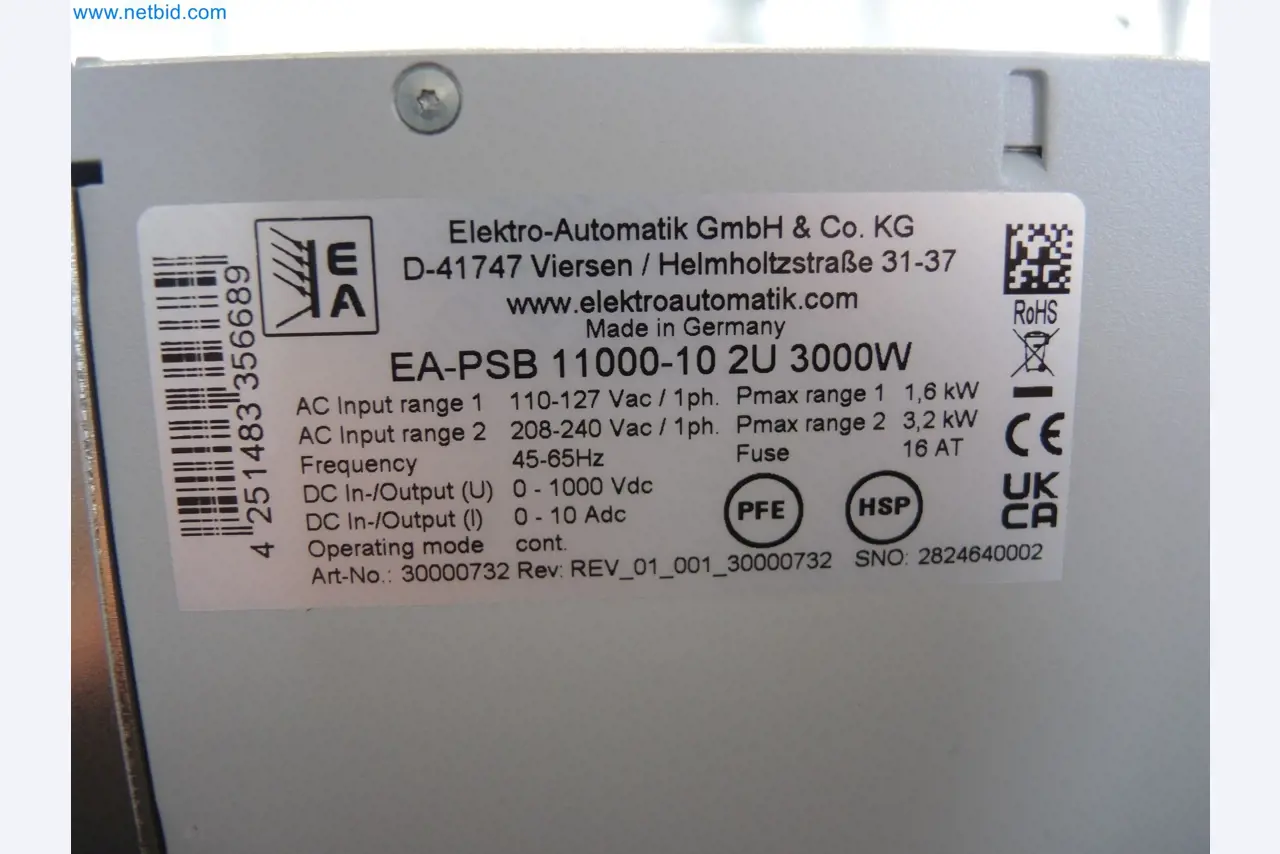 www.netbid.com
EA
Elektro-Automatik GmbH & Co. KG
D-41747 Viersen / Helmholtzstraße 31-37
www.elektroautomatik.com
Made in Germany
EA-PSB 11000-10 2U 3000W
AC Input range 1 110-127 Vac / 1ph. Pmax range 1 1,6 kW
AC Input range 2 208-240 Vac / 1ph. Pmax range 2 3,2 kW
Frequency 45-65Hz Fuse 16 AT
DC In-/Output (U) 0 - 1000 Vdc
DC In-/Output (I) 0 - 10 Adc
Operating mode cont.
Art-No.: 30000732 Rev: REV_01_001_30000732 SNO: 2824640002
PFE
HSP
RoHS
CE
UK
CA
4 251483 356689